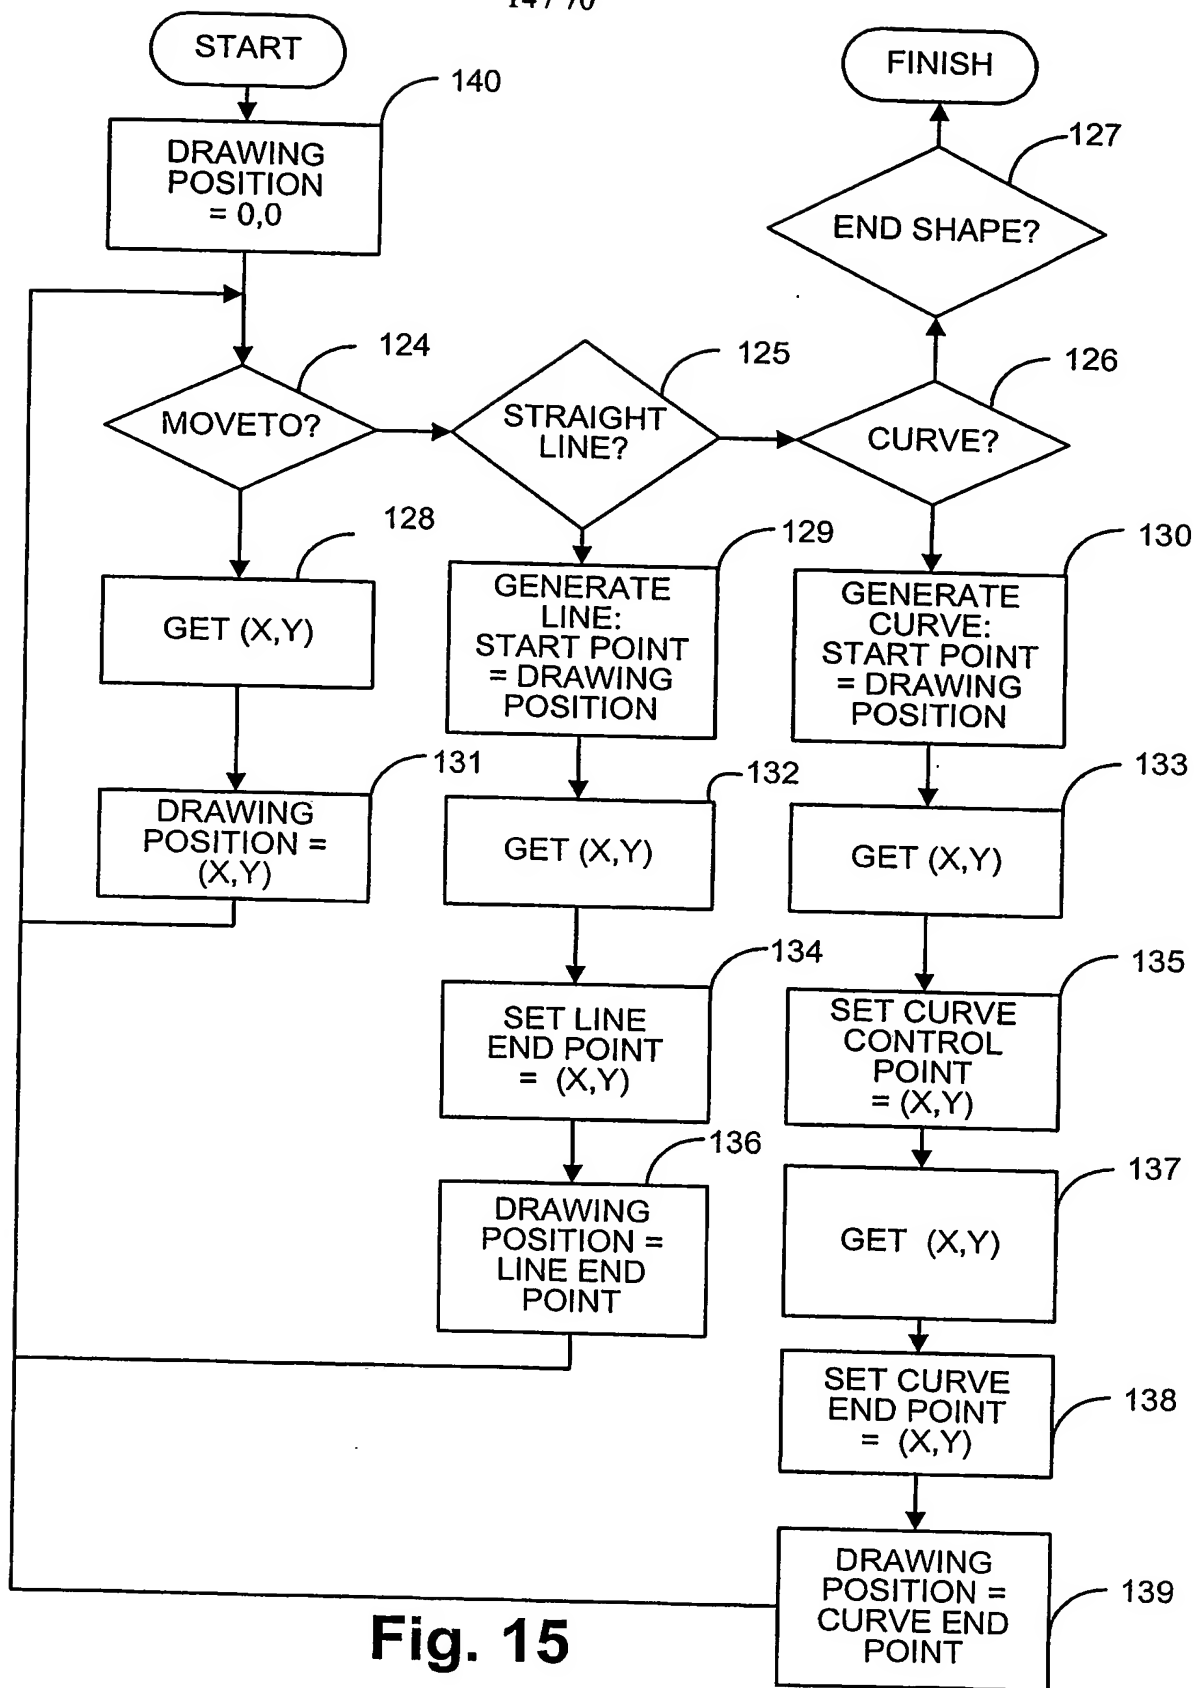 START
140
DRAWING
POSITION
= 0,0
FINISH
127
END SHAPE?
124
MOVETO?
125
STRAIGHT
LINE?
126
CURVE?
128
GET (X,Y)
131
DRAWING
POSITION =
(X,Y)
129
GENERATE
LINE:
START POINT
= DRAWING
POSITION
132
GET (X,Y)
134
SET LINE
END POINT
= (X,Y)
136
DRAWING
POSITION =
LINE END
POINT
130
GENERATE
CURVE:
START POINT
= DRAWING
POSITION
133
GET (X,Y)
135
SET CURVE
CONTROL
POINT
= (X,Y)
137
GET (X,Y)
138
SET CURVE
END POINT
= (X,Y)
139
DRAWING
POSITION =
CURVE END
POINT
Fig. 15